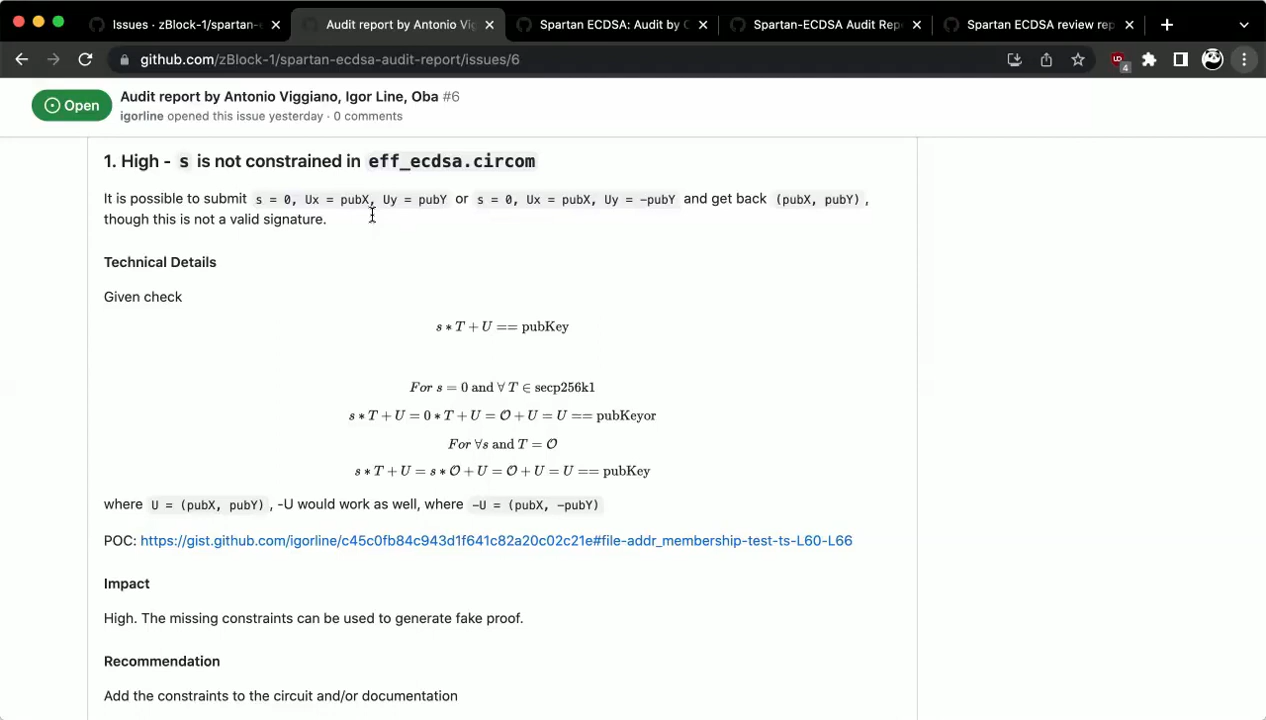 Issues · zBlock-1/spartan-e
Audit report by Antonio Vig
Spartan ECDSA: Audit by C
Spartan-ECDSA Audit Rep
Spartan ECDSA review rep
github.com/zBlock-1/spartan-ecdsa-audit-report/issues/6
4
Open
Audit report by Antonio Viggiano, Igor Line, Oba #6
igorline opened this issue yesterday · 0 comments
1. High - s is not constrained in eff_ecdsa.circom
It is possible to submit s = 0, Ux = pubX, Uy = pubY or s = 0, Ux = pubX, Uy = -pubY and get back (pubX, pubY),
though this is not a valid signature.
Technical Details
Given check
s ∗ T + U == pubKey
For s = 0 and ∀ T ∈ secp256k1
s ∗ T + U = 0 ∗ T + U = 𝒪 + U = U == pubKeyor
For ∀s and T = 𝒪
s ∗ T + U = s ∗ 𝒪 + U = 𝒪 + U = U == pubKey
where U = (pubX, pubY), -U would work as well, where -U = (pubX, -pubY)
POC: https://gist.github.com/igorline/c45c0fb84c943d1f641c82a20c02c21e#file-addr_membership-test-ts-L60-L66
Impact
High. The missing constraints can be used to generate fake proof.
Recommendation
Add the constraints to the circuit and/or documentation